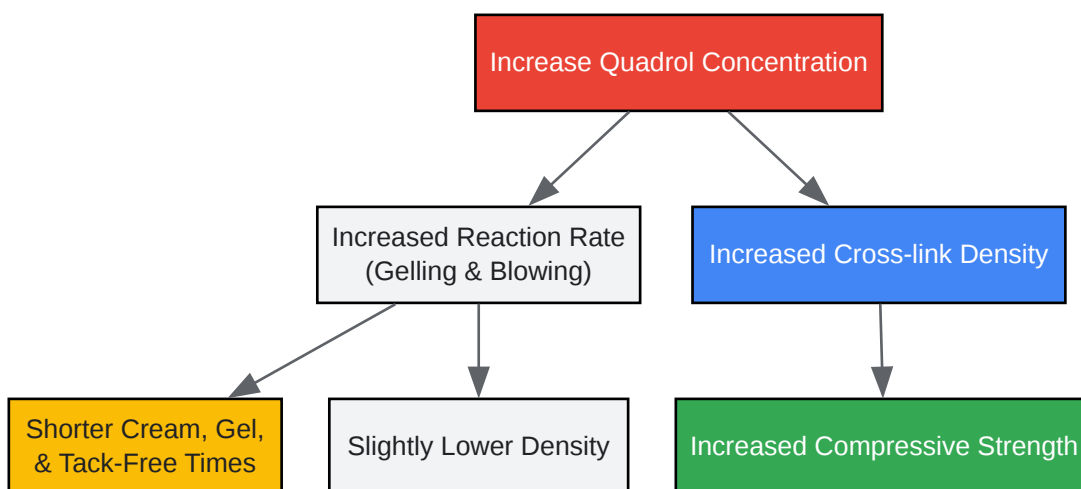 Increase Quadrol Concentration
Increased Reaction Rate
(Gelling & Blowing)
Increased Cross-link Density
Shorter Cream, Gel,
& Tack-Free Times
Slightly Lower Density
Increased Compressive Strength